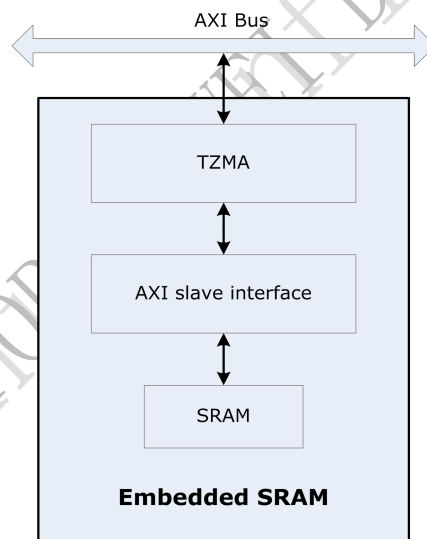 AXI Bus
TZMA
AXI slave interface
SRAM
Embedded SRAM